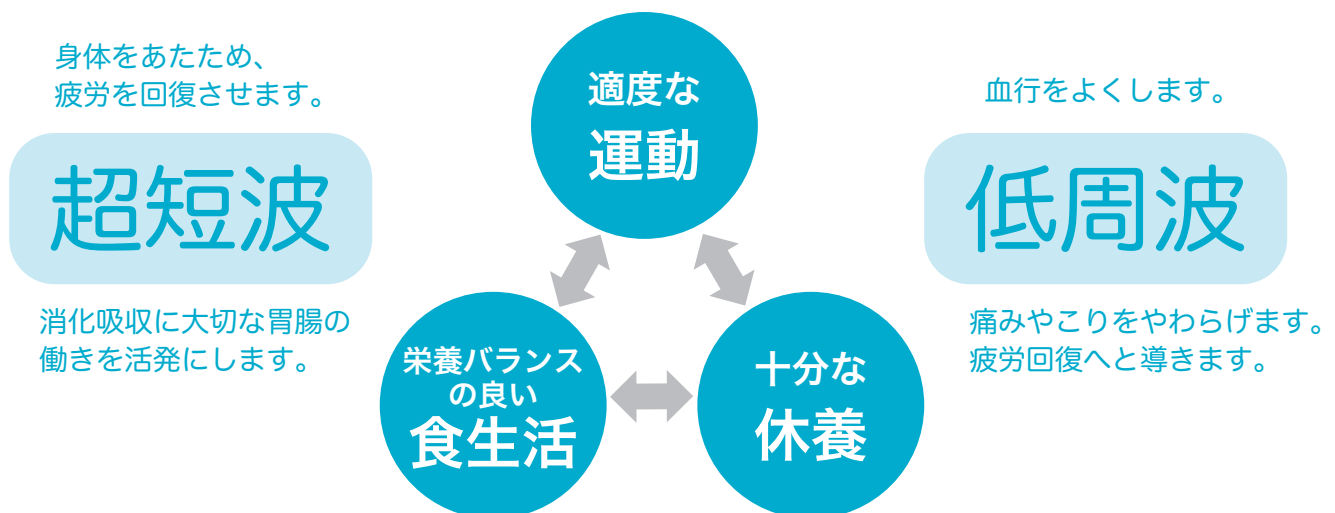 身体をあたため、
疲労を回復させます。
超短波
消化吸収に大切な胃腸の
働きを活発にします。
適度な
運動
栄養バランス
の良い
食生活
十分な
休養
血行をよくします。
低周波
痛みやこりをやわらげます。
疲労回復へと導きます。